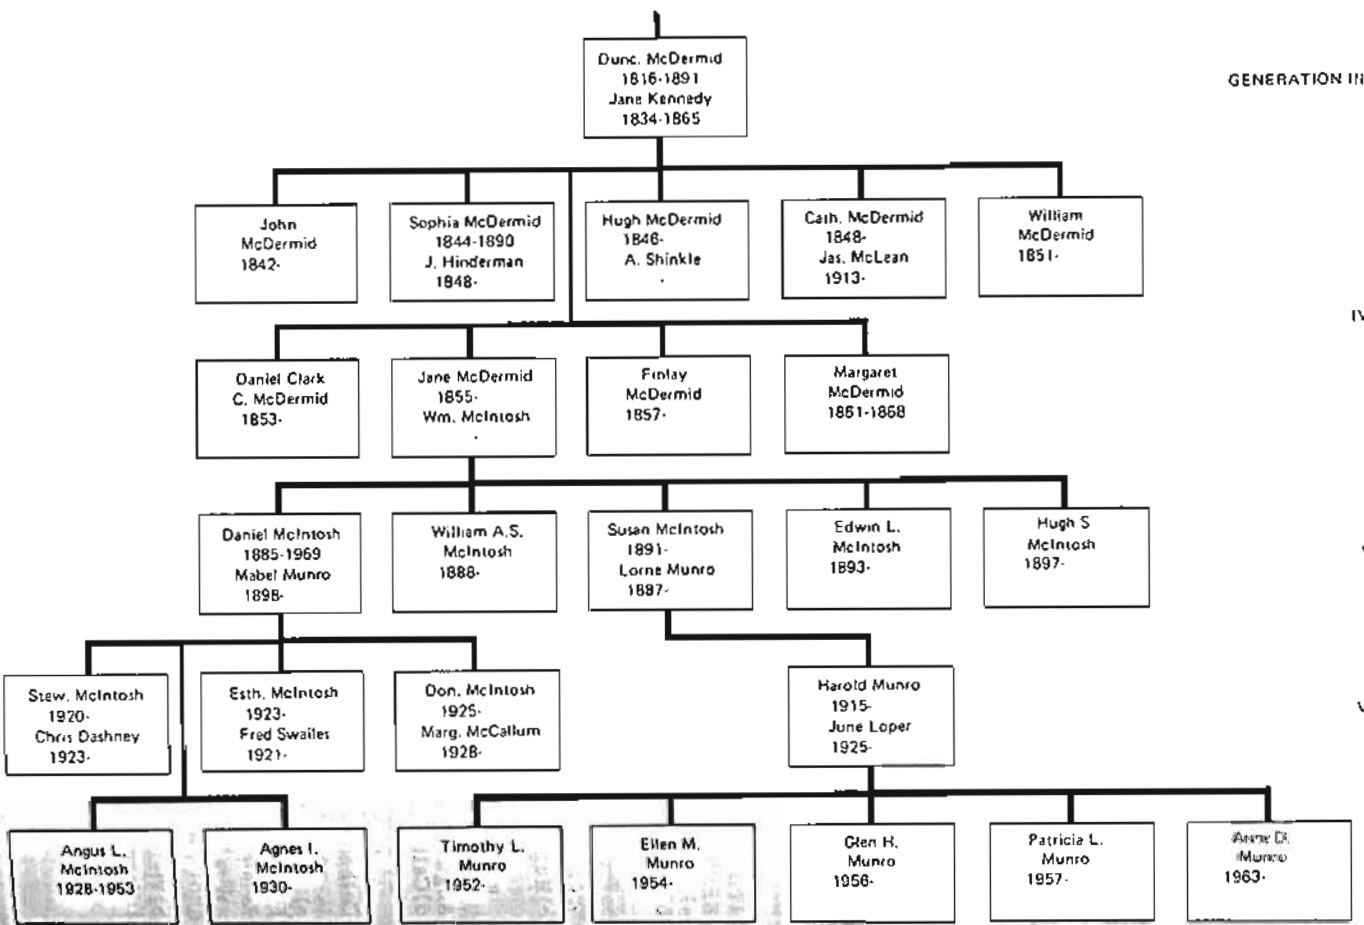 Dunc. McDermid
1816-1891
Jane Kennedy
1834-1865
GENERATION III
John
McDermid
1842-
Sophia McDermid
1844-1890
J. Hinderman
1848-
Hugh McDermid
1846-
A. Shinkle
Cath. McDermid
1848-
Jas. McLean
1913-
William
McDermid
1851-
IV
Daniel Clark
C. McDermid
1853-
Jane McDermid
1855-
Wm. McIntosh
Finlay
McDermid
1857-
Margaret
McDermid
1861-1868
Daniel McIntosh
1885-1969
Mabel Munro
1898-
William A.S.
McIntosh
1888-
Susan McIntosh
1891-
Lorne Munro
1887-
Edwin L.
McIntosh
1893-
Hugh S
McIntosh
1897-
Stew. McIntosh
1920-
Chris Dashney
1923-
Esth. McIntosh
1923-
Fred Swailes
1921-
Don. McIntosh
1925-
Marg. McCallum
1928-
Harold Munro
1915-
June Loper
1925-
V
Angus L.
McIntosh
1928-1953
Agnes I.
McIntosh
1930-
Timothy L.
Munro
1952-
Ellen M.
Munro
1954-
Glen H.
Munro
1956-
Patricia L.
Munro
1957-
Anne D.
Munro
1963-